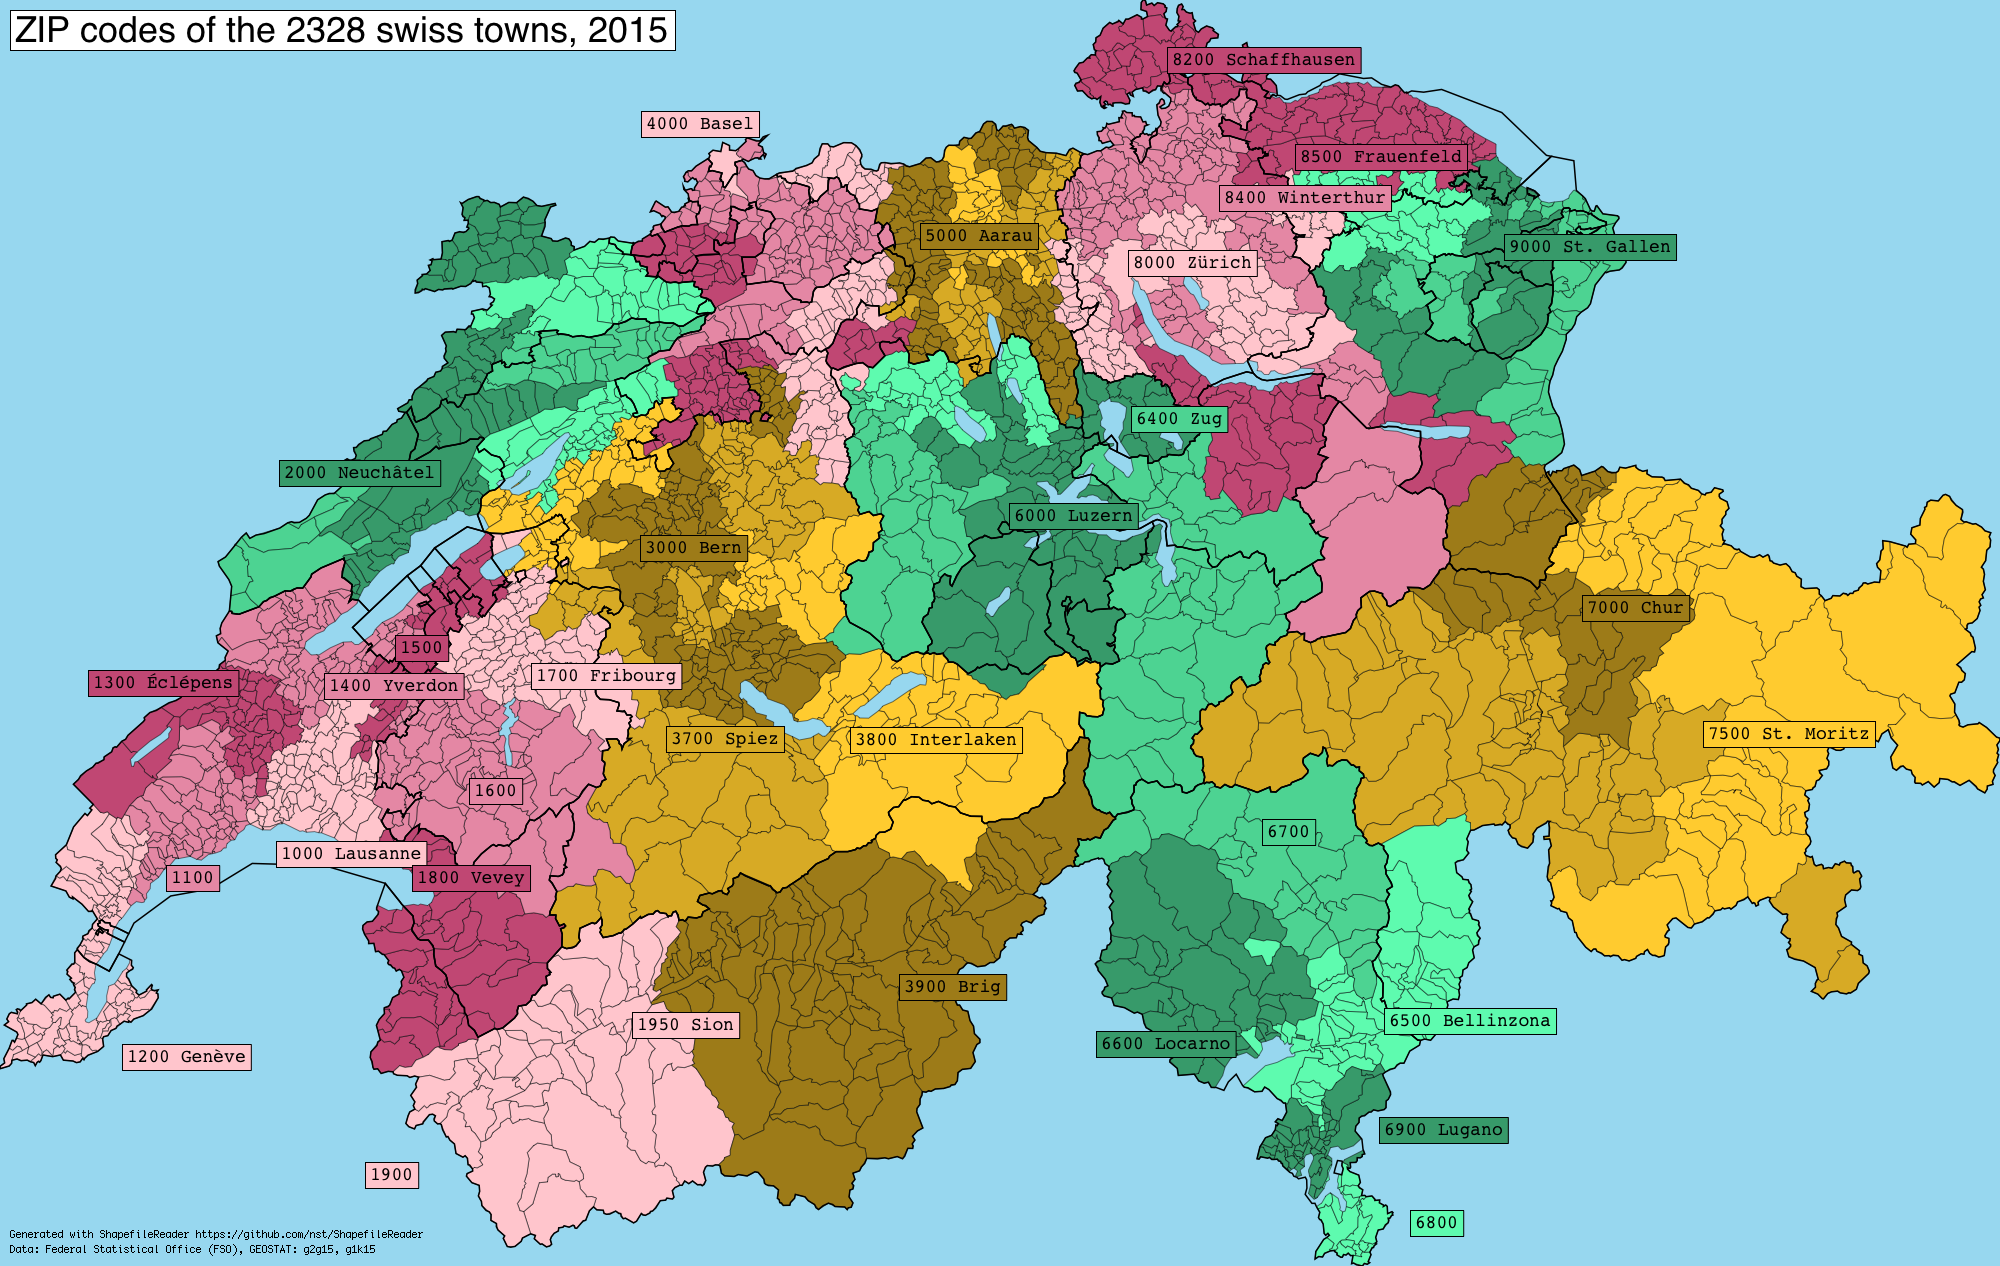 ZIP codes of the 2328 swiss towns, 2015
8200 Schaffhausen
4000 Basel
8500 Frauenfeld
8400 Winterthur
5000 Aarau
9000 St. Gallen
8000 Zürich
6400 Zug
2000 Neuchâtel
6000 Luzern
3000 Bern
7000 Chur
1500
1300 Éclépens
1400 Yverdon
1700 Fribourg
3700 Spiez
3800 Interlaken
7500 St. Moritz
1600
6700
1000 Lausanne
1100
1800 Vevey
3900 Brig
1950 Sion
6500 Bellinzona
6600 Locarno
1200 Genève
6900 Lugano
1900
6800
Generated with ShapefileReader https://github.com/nst/ShapefileReader
Data: Federal Statistical Office (FSO), GEOSTAT: g2g15, g1k15